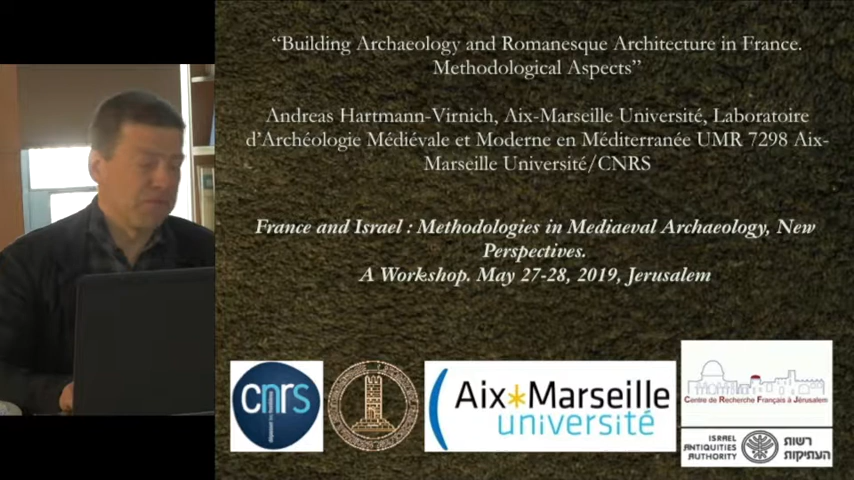 “Building Archaeology and Romanesque Architecture in France.
Methodological Aspects”
Andreas Hartmann-Virnich, Aix-Marseille Université, Laboratoire
d’Archéologie Médiévale et Moderne en Méditerranée UMR 7298 Aix-
Marseille Université/CNRS
France and Israel : Methodologies in Mediaeval Archaeology, New
Perspectives.
A Workshop. May 27-28, 2019, Jerusalem
cnrs
Aix*Marseille
université
Centre de Recherche Français à Jérusalem
ISRAEL
ANTIQUITIES
AUTHORITY
רשות
העתיקות